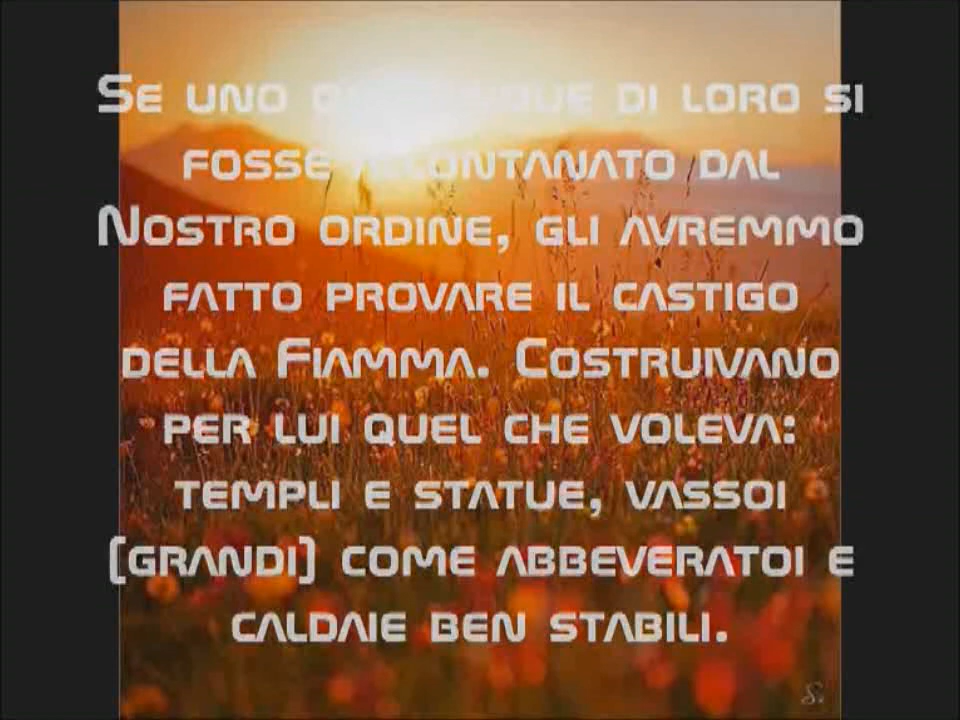 Se uno di loro si
fosse allontanato dal
Nostro ordine, gli avremmo
fatto provare il castigo
della Fiamma. Costruivano
per lui quel che voleva:
templi e statue, vassoi
(grandi) come abbeveratoi e
caldaie ben stabili.